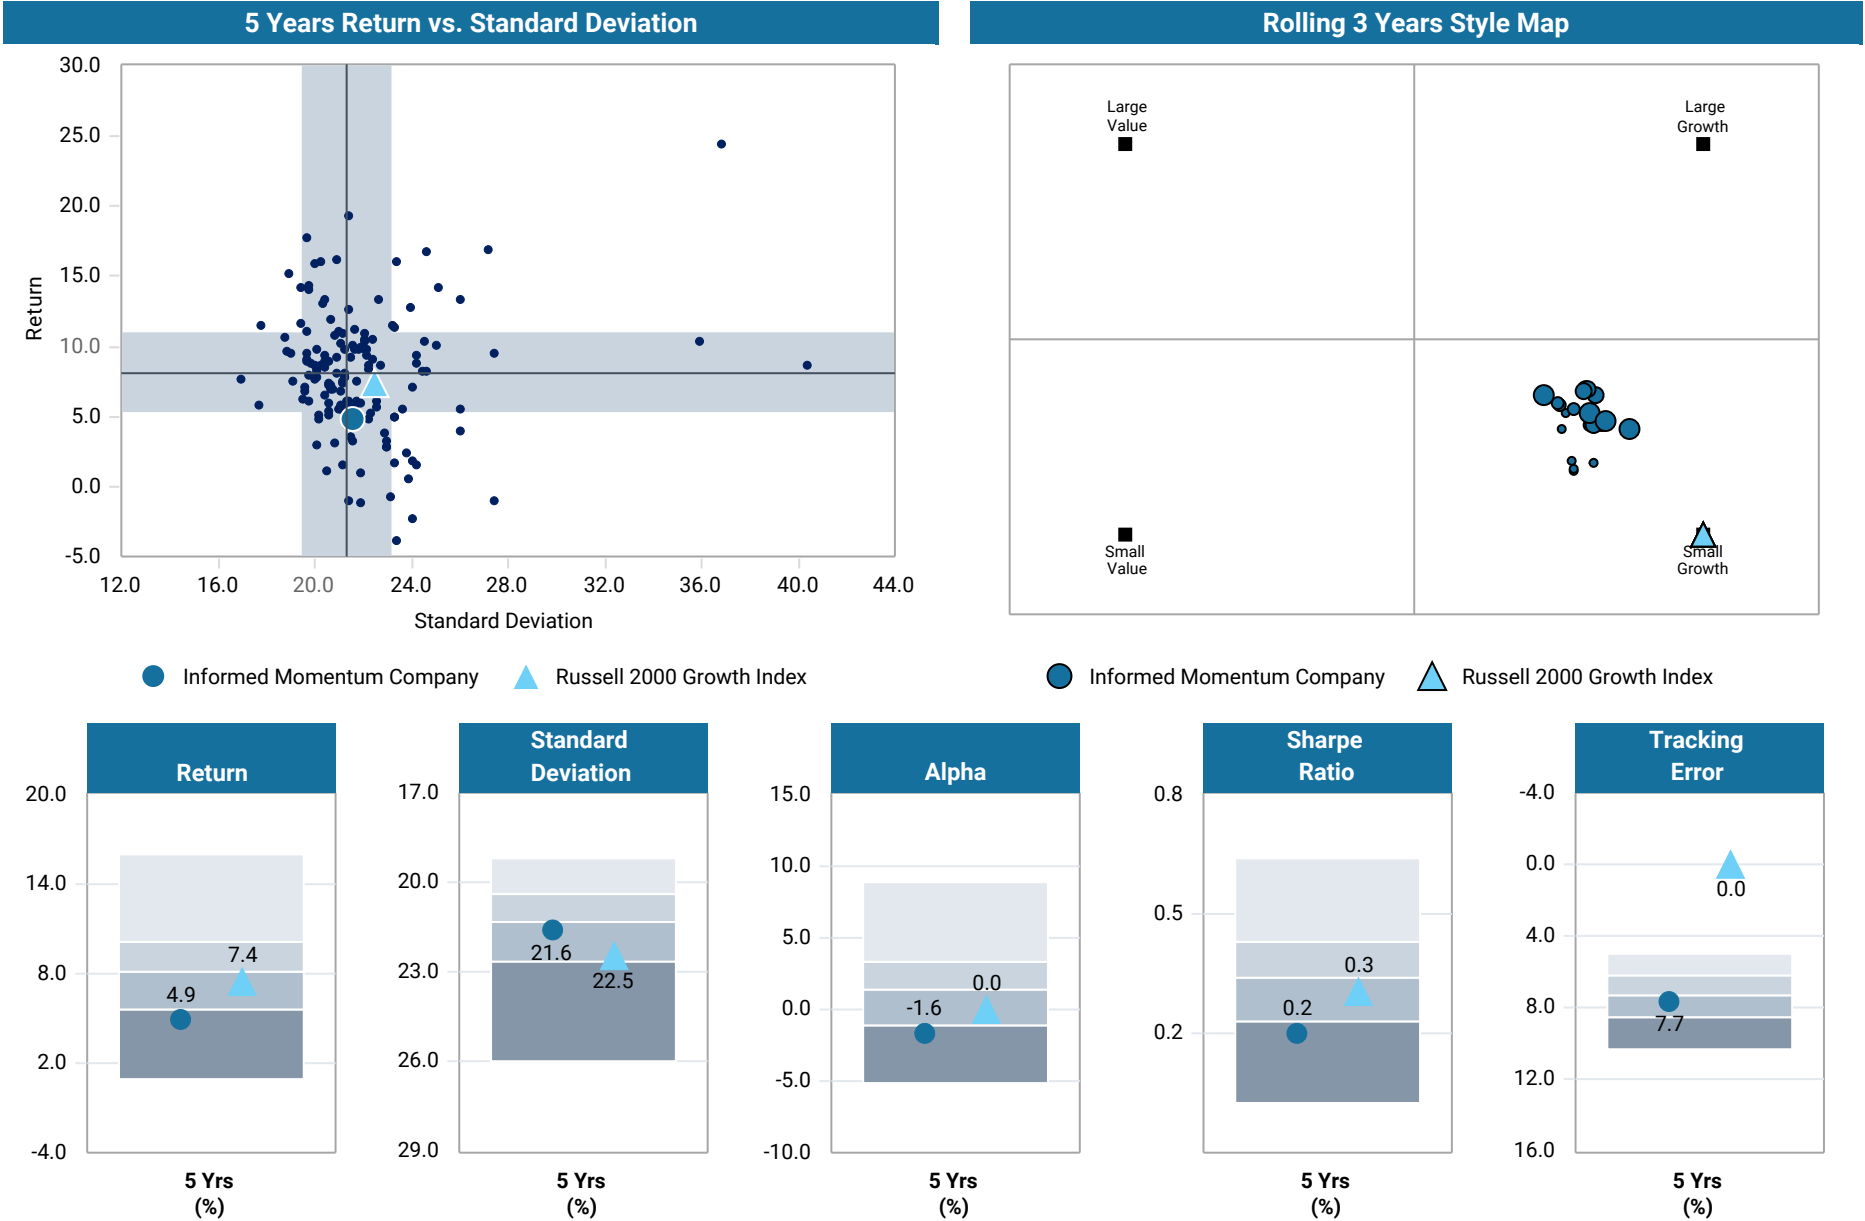 5 Years Return vs. Standard Deviation
Rolling 3 Years Style Map
30.0
25.0
20.0
15.0
10.0
5.0
0.0
-5.0
Return
12.0 16.0 20.0 24.0 28.0 32.0 36.0 40.0 44.0
Standard Deviation
Large
Value
Large
Growth
Small
Value
Small
Growth
Informed Momentum Company Russell 2000 Growth Index
Informed Momentum Company Russell 2000 Growth Index
Return
20.0
14.0
8.0
2.0
-4.0
7.4
4.9
5 Yrs
(%)
Standard
Deviation
17.0
20.0
23.0
26.0
29.0
21.6
22.5
5 Yrs
(%)
Alpha
15.0
10.0
5.0
0.0
-5.0
-10.0
0.0
-1.6
5 Yrs
(%)
Sharpe
Ratio
0.8
0.5
0.2
0.3
0.2
5 Yrs
(%)
Tracking
Error
-4.0
0.0
4.0
8.0
12.0
16.0
0.0
7.7
5 Yrs
(%)